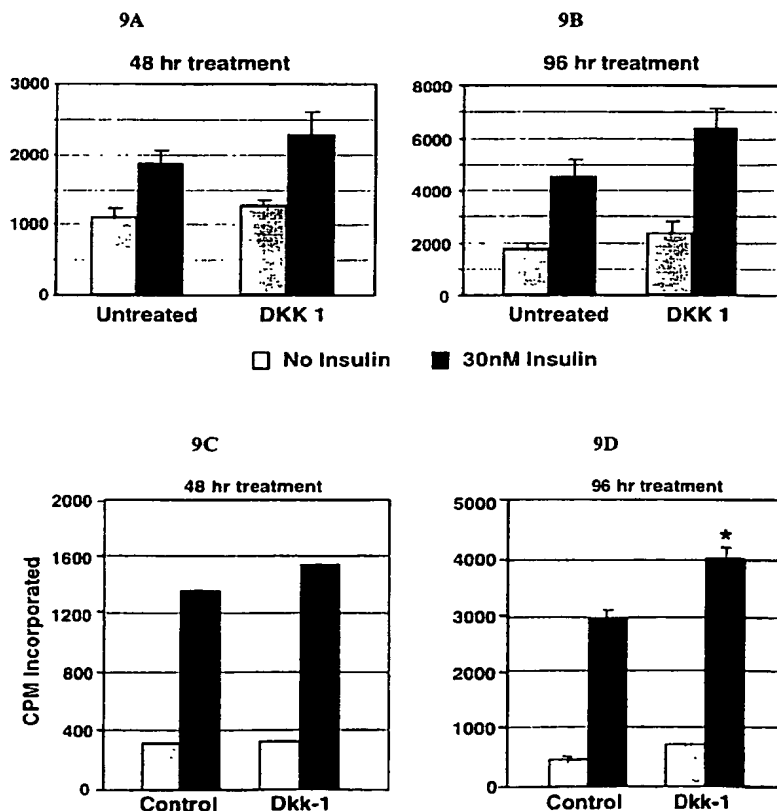 9A
48 hr treatment
3000
2000
1000
0
Untreated DKK 1
9B
96 hr treatment
8000
6000
4000
2000
0
Untreated DKK 1
No Insulin 30nM Insulin
9C
48 hr treatment
CPM Incorporated
2000
1600
1200
800
400
0
Control Dkk-1
9D
96 hr treatment
5000
4000
3000
2000
1000
0
*
Control Dkk-1